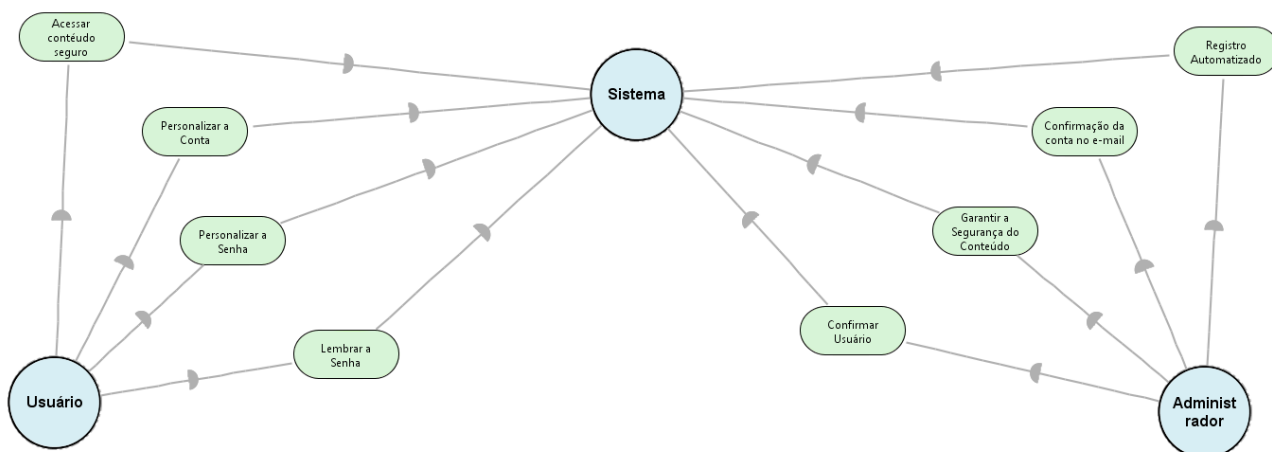 Acessar
contéudo
seguro
Registro
Automatizado
Sistema
Personalizar a
Conta
Confirmação da
conta no e-mail
Personalizar a
Senha
Garantir a
Segurança do
Conteúdo
Lembrar a
Senha
Confirmar
Usuário
Usuário
Administ
rador